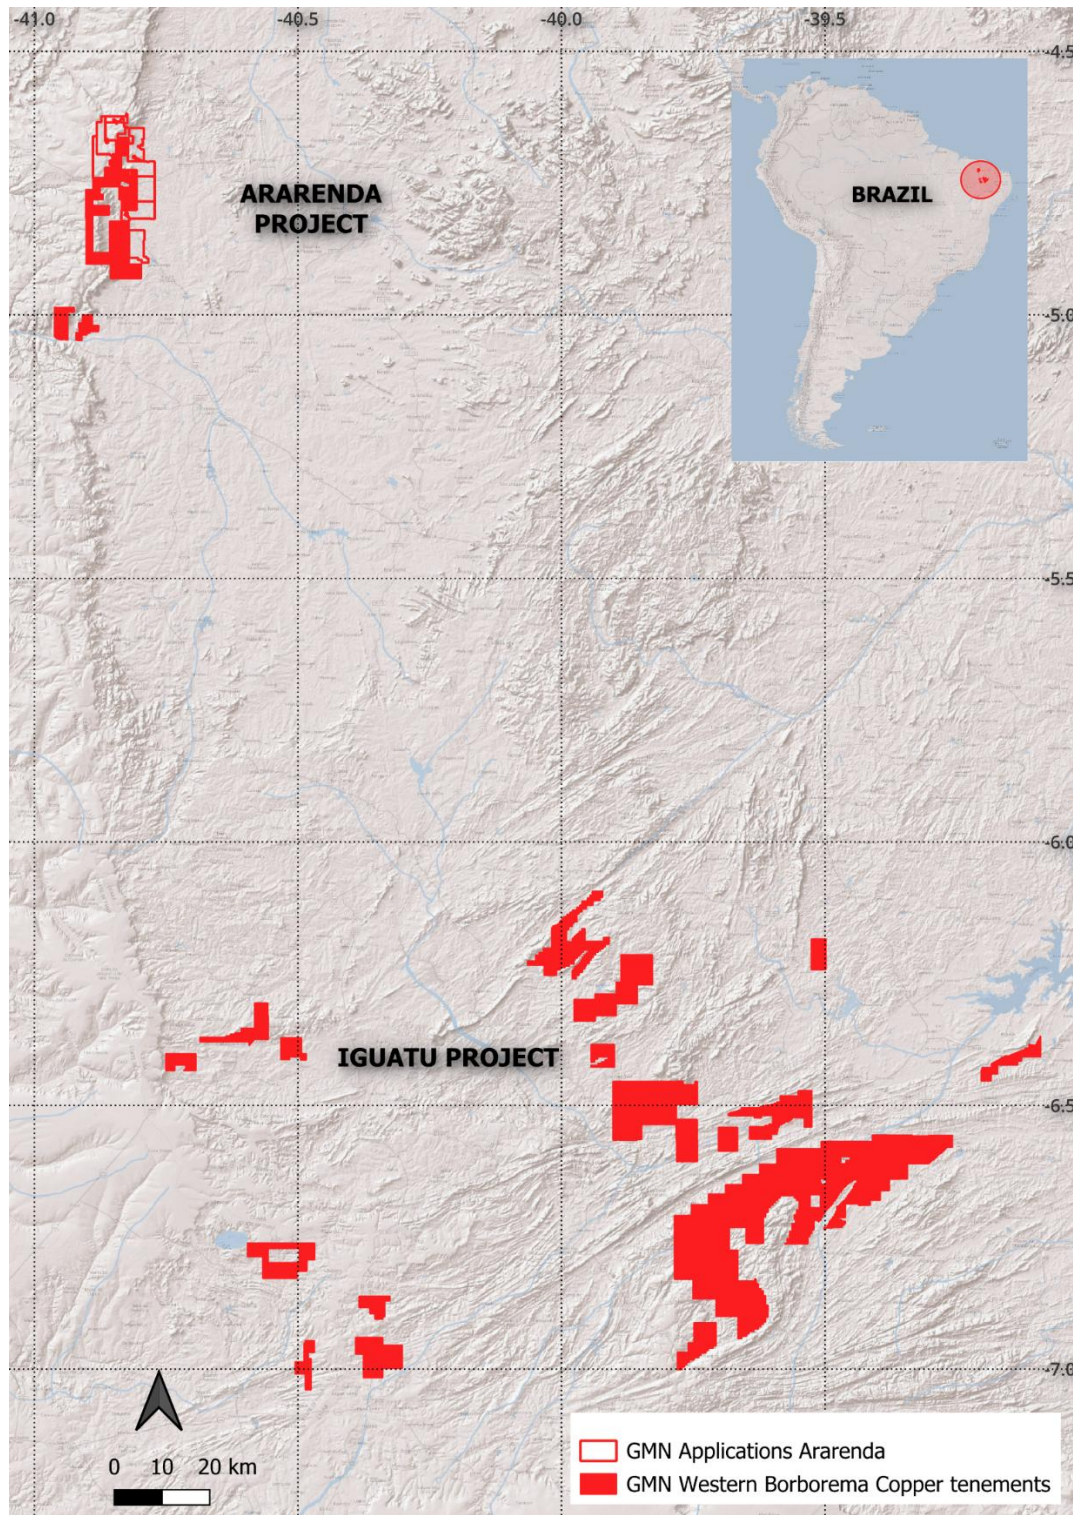 -41.0 -40.5 -40.0 -39.5
-4.5
ARARENDA
PROJECT
BRAZIL
-5.0
-5.5
-6.0
IGUATU PROJECT
-6.5
-7.0
0 10 20 km
GMN Applications Ararenda
GMN Western Borborema Copper tenements